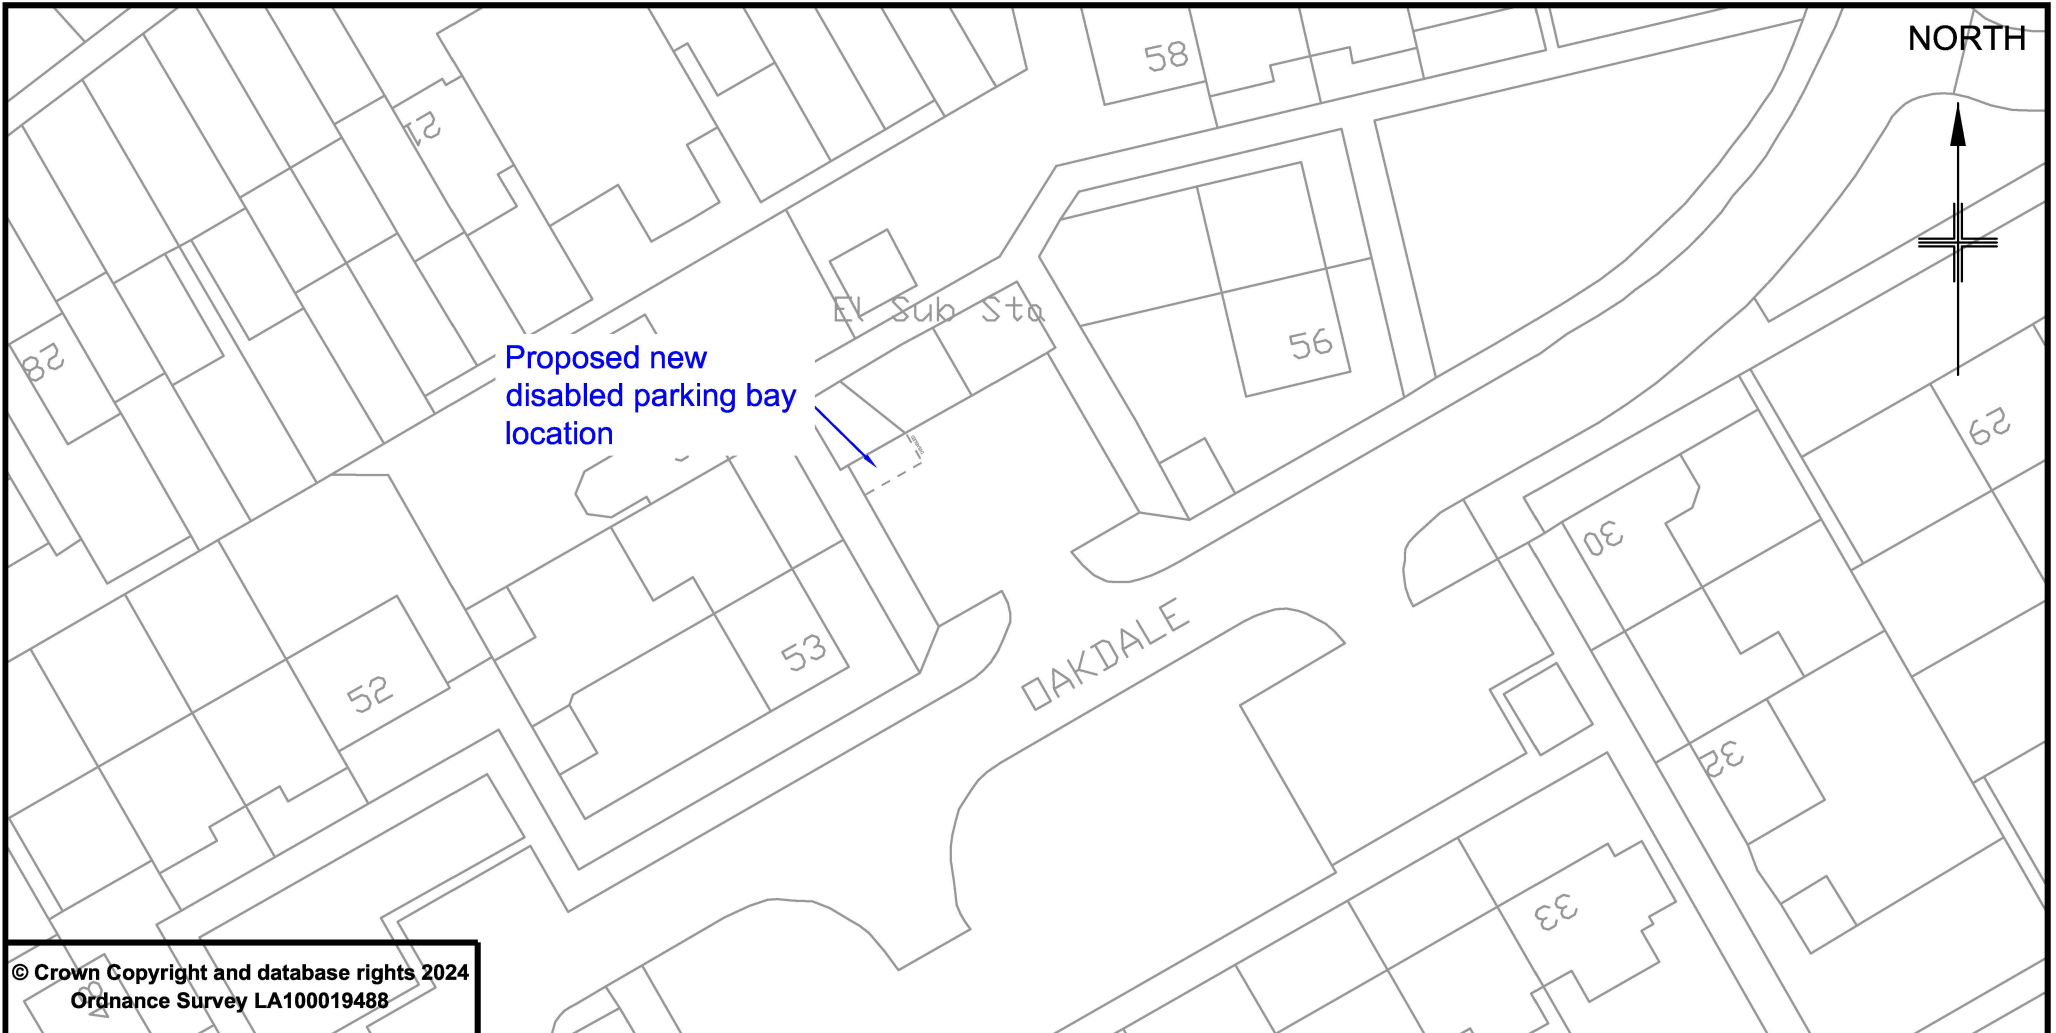 58
NORTH
21
El Sub Sta
56
28
Proposed new
disabled parking bay
location
29
30
53
OAKDALE
52
32
33
© Crown Copyright and database rights 2024
Ordnance Survey LA100019488